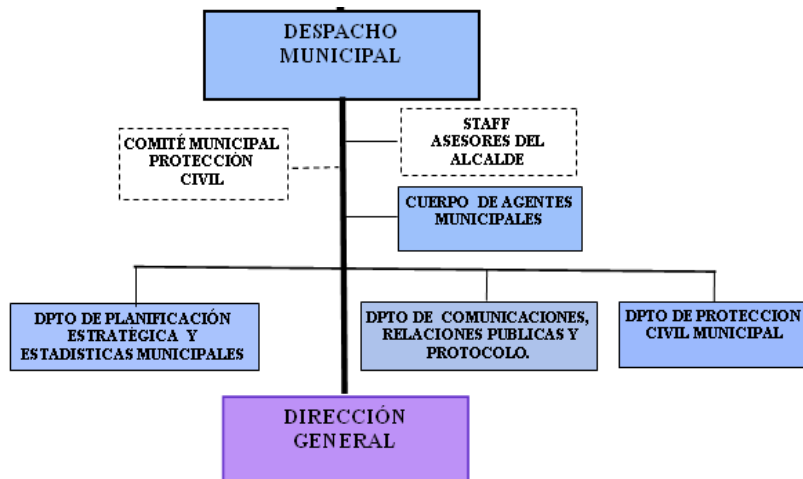 DESPACHO
MUNICIPAL
COMITÉ MUNICIPAL
PROTECCIÓN
CIVIL
STAFF
ASESORES DEL
ALCALDE
CUERPO DE AGENTES
MUNICIPALES
DPTO DE PLANIFICACIÓN
ESTRATÈGICA Y
ESTADISTICAS MUNICIPALES
DPTO DE COMUNICACIONES,
RELACIONES PUBLICAS Y
PROTOCOLO.
DPTO DE PROTECCION
CIVIL MUNICIPAL
DIRECCIÓN
GENERAL